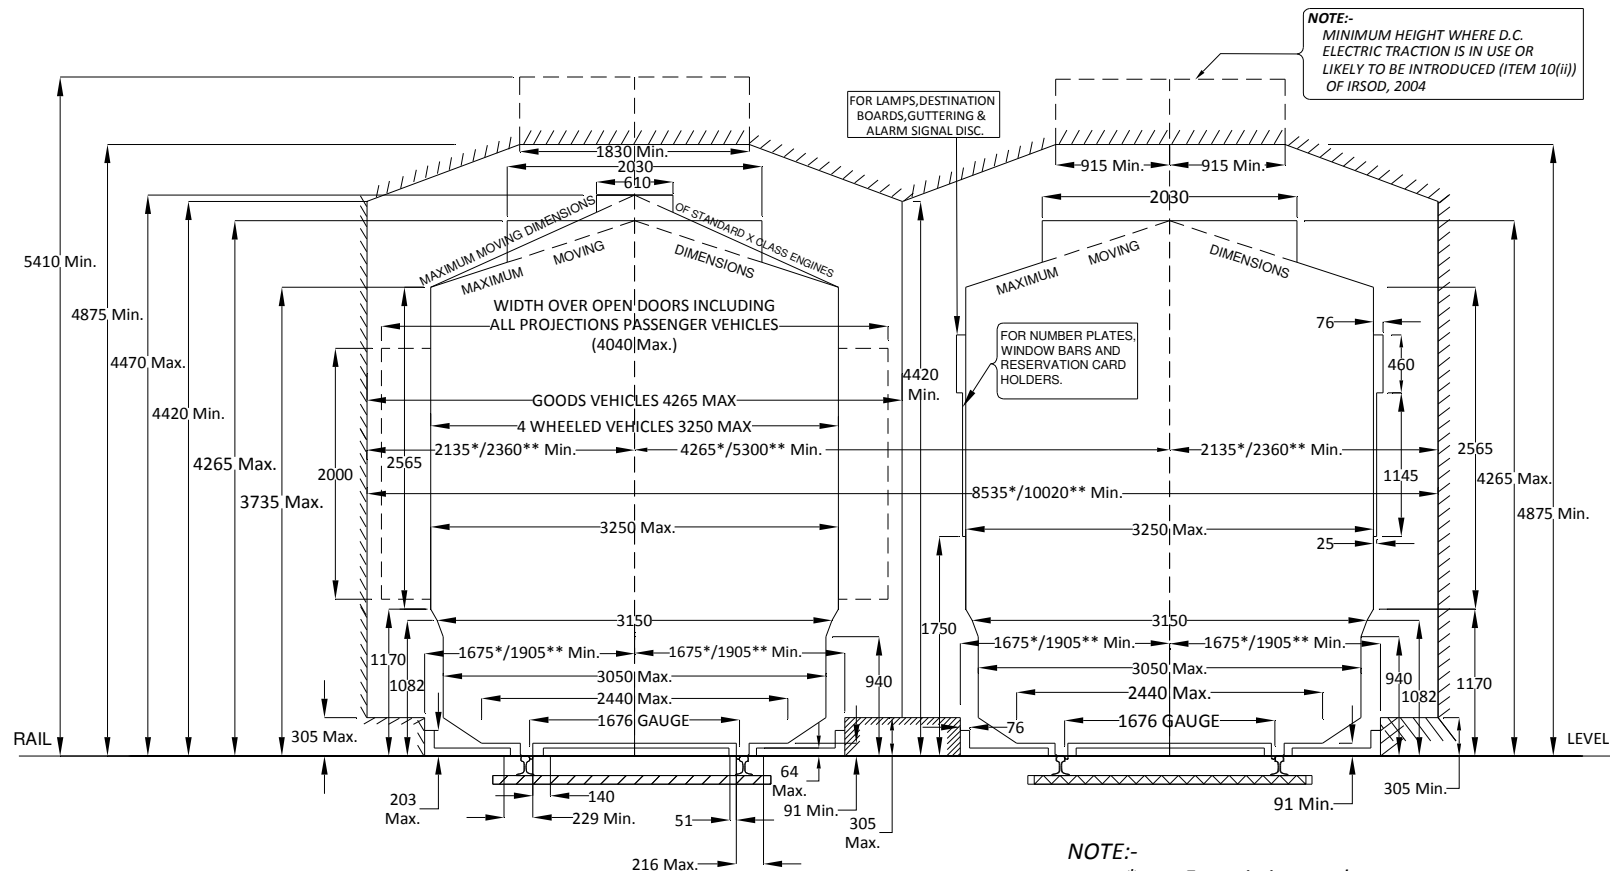 NOTE:-
MINIMUM HEIGHT WHERE D.C.
ELECTRIC TRACTION IS IN USE OR
LIKELY TO BE INTRODUCED (ITEM 10(ii))
OF IRSOD, 2004
FOR LAMPS,DESTINATION
BOARDS,GUTTERING &
ALARM SIGNAL DISC.
1830 Min.
2030
610
915 Min.
915 Min.
2030
MAXIMUM MOVING DIMENSIONS
OF STANDARD X CLASS ENGINES
MAXIMUM MOVING DIMENSIONS
MAXIMUM MOVING DIMENSIONS
5410 Min.
4875 Min.
4470 Max.
4420 Min.
4265 Max.
3735 Max.
2000
2565
WIDTH OVER OPEN DOORS INCLUDING
ALL PROJECTIONS PASSENGER VEHICLES
(4040 Max.)
GOODS VEHICLES 4265 MAX
4 WHEELED VEHICLES 3250 MAX
2135*/2360** Min.
4265*/5300** Min.
2135*/2360** Min.
8535*/10020** Min.
3250 Max.
3250 Max.
4420
Min.
FOR NUMBER PLATES,
WINDOW BARS AND
RESERVATION CARD
HOLDERS.
76
460
1145
25
2565
4265 Max.
4875 Min.
3150
3150
1675*/1905** Min.
1675*/1905** Min.
1675*/1905** Min.
1675*/1905** Min.
1750
1170
1082
3050 Max.
940
3050 Max.
940
1082
1170
2440 Max.
2440 Max.
1676 GAUGE
76
1676 GAUGE
305 Max.
RAIL
LEVEL
203
Max.
140
229 Min.
51
216 Max.
64
Max.
91 Min.
305
Max.
91 Min.
305 Min.
NOTE:-